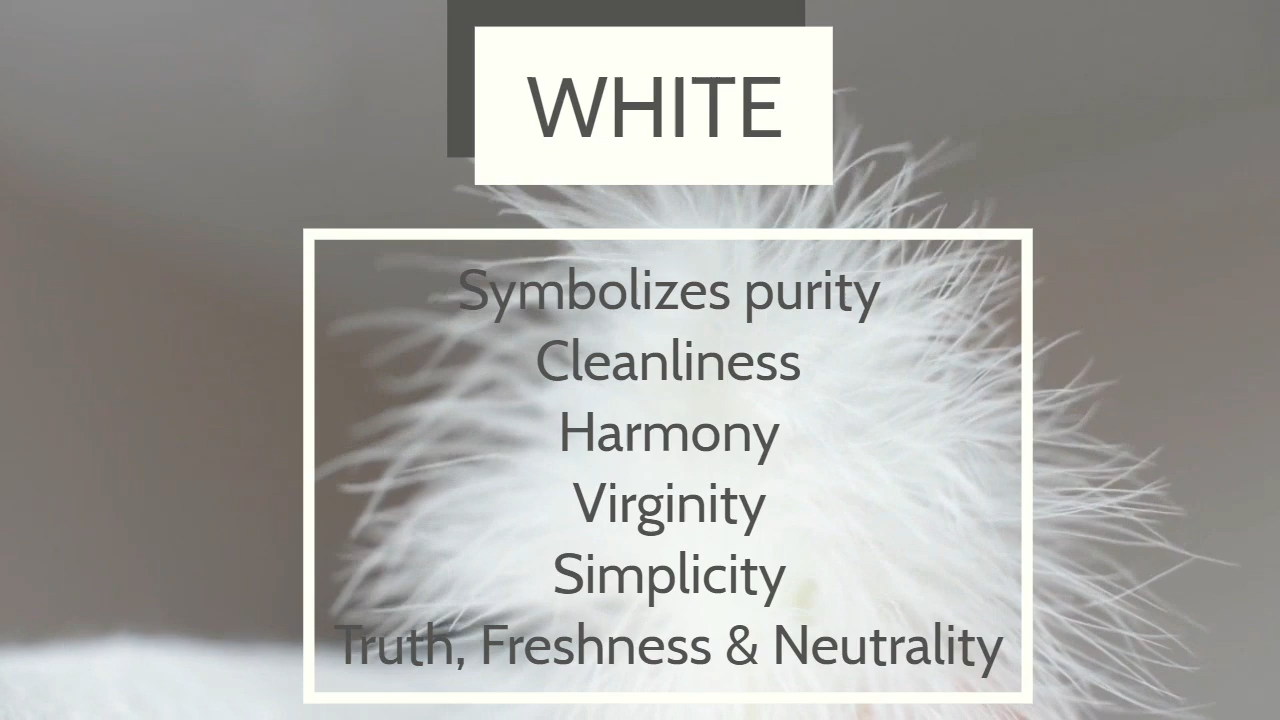 WHITE
Symbolizes purity
Cleanliness
Harmony
Virginity
Simplicity
Truth, Freshness & Neutrality